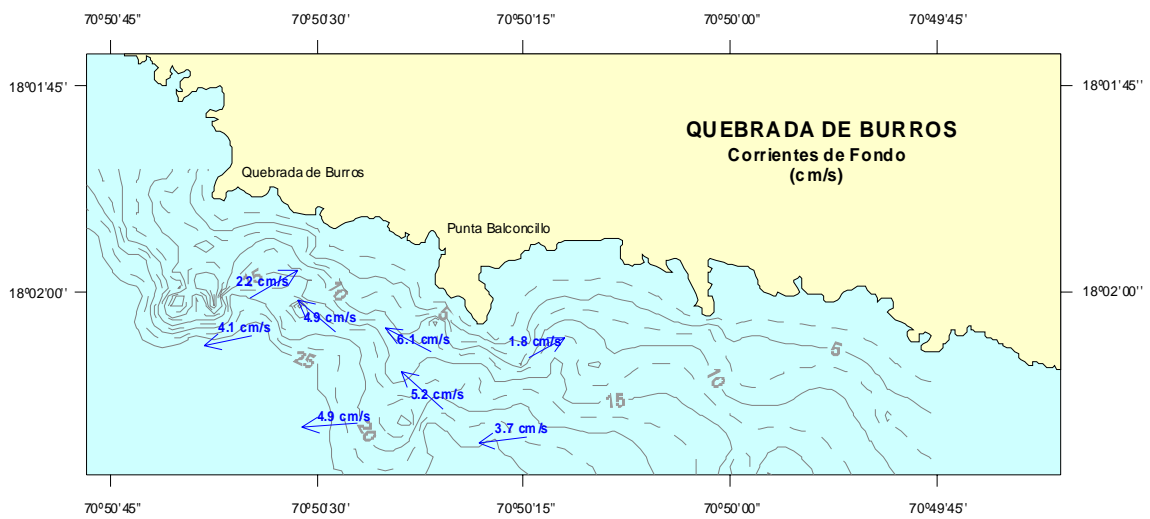 70º50'45" 70º50'30" 70º50'15" 70º50'00" 70º49'45"
18º01'45'' 18º01'45''
QUEBRADA DE BURROS
Corrientes de Fondo
(cm/s)
Quebrada de Burros
Punta Balconcillo
18º02'00'' 18º02'00''
15
2.2 cm/s
10
4.9 cm/s
5
4.1 cm/s
6.1 cm/s
1.8 cm/s
5
25
10
5.2 cm/s
15
4.9 cm/s
20
3.7 cm/s
70º50'45" 70º50'30" 70º50'15" 70º50'00" 70º49'45"